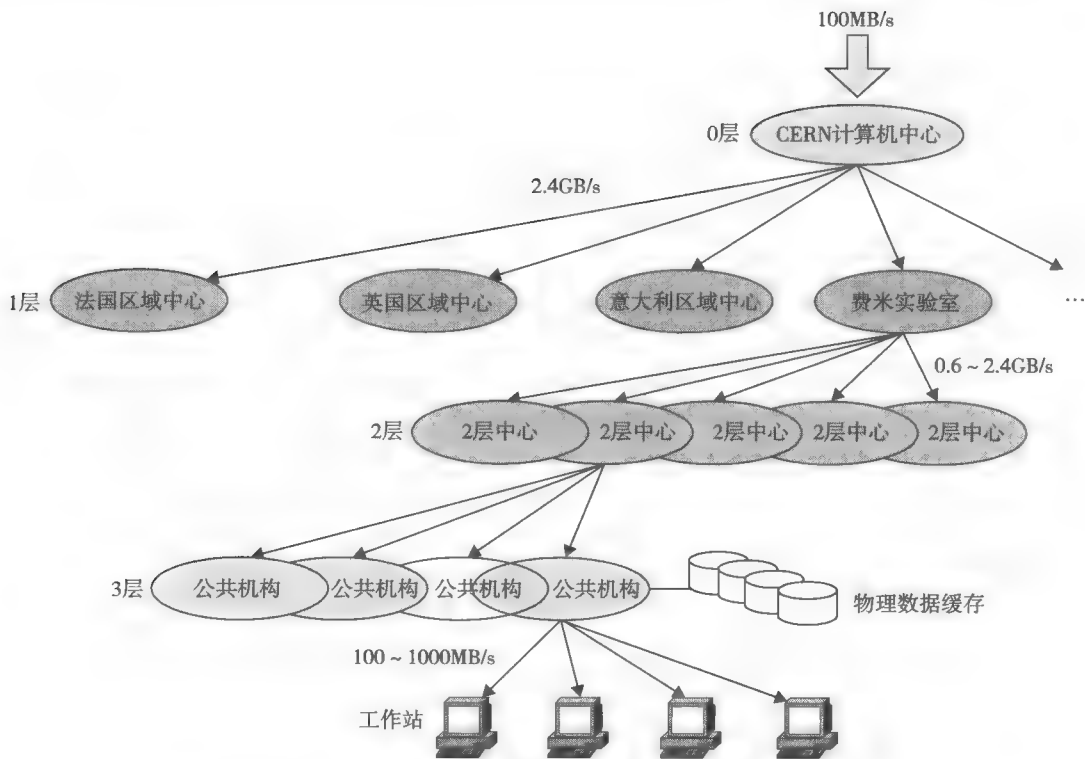 100MB/s
0层
CERN计算机中心
2.4GB/s
1层
法国区域中心
英国区域中心
意大利区域中心
费米实验室
…
0.6 ~ 2.4GB/s
2层
2层中心
2层中心
2层中心
2层中心
2层中心
3层
公共机构
公共机构
公共机构
公共机构
物理数据缓存
100 ~ 1000MB/s
工作站